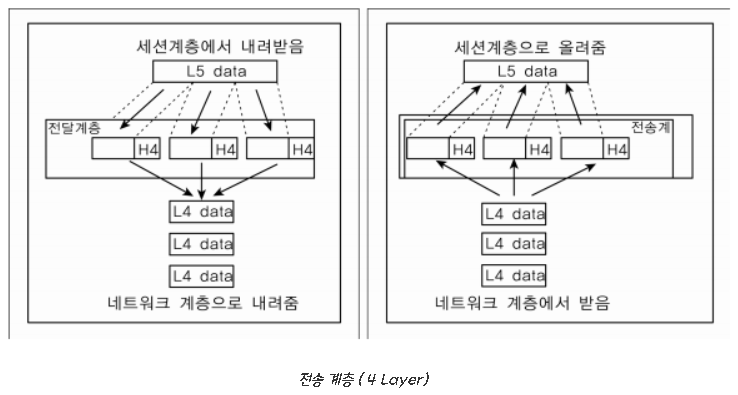 세션계층에서 내려받음
L5 data
전달계층
H4
H4
H4
L4 data
L4 data
L4 data
네트워크 계층으로 내려줌
세션계층으로 올려줌
L5 data
전송계
H4
H4
H4
L4 data
L4 data
L4 data
네트워크 계층에서 받음
전송 계층 (4 Layer)